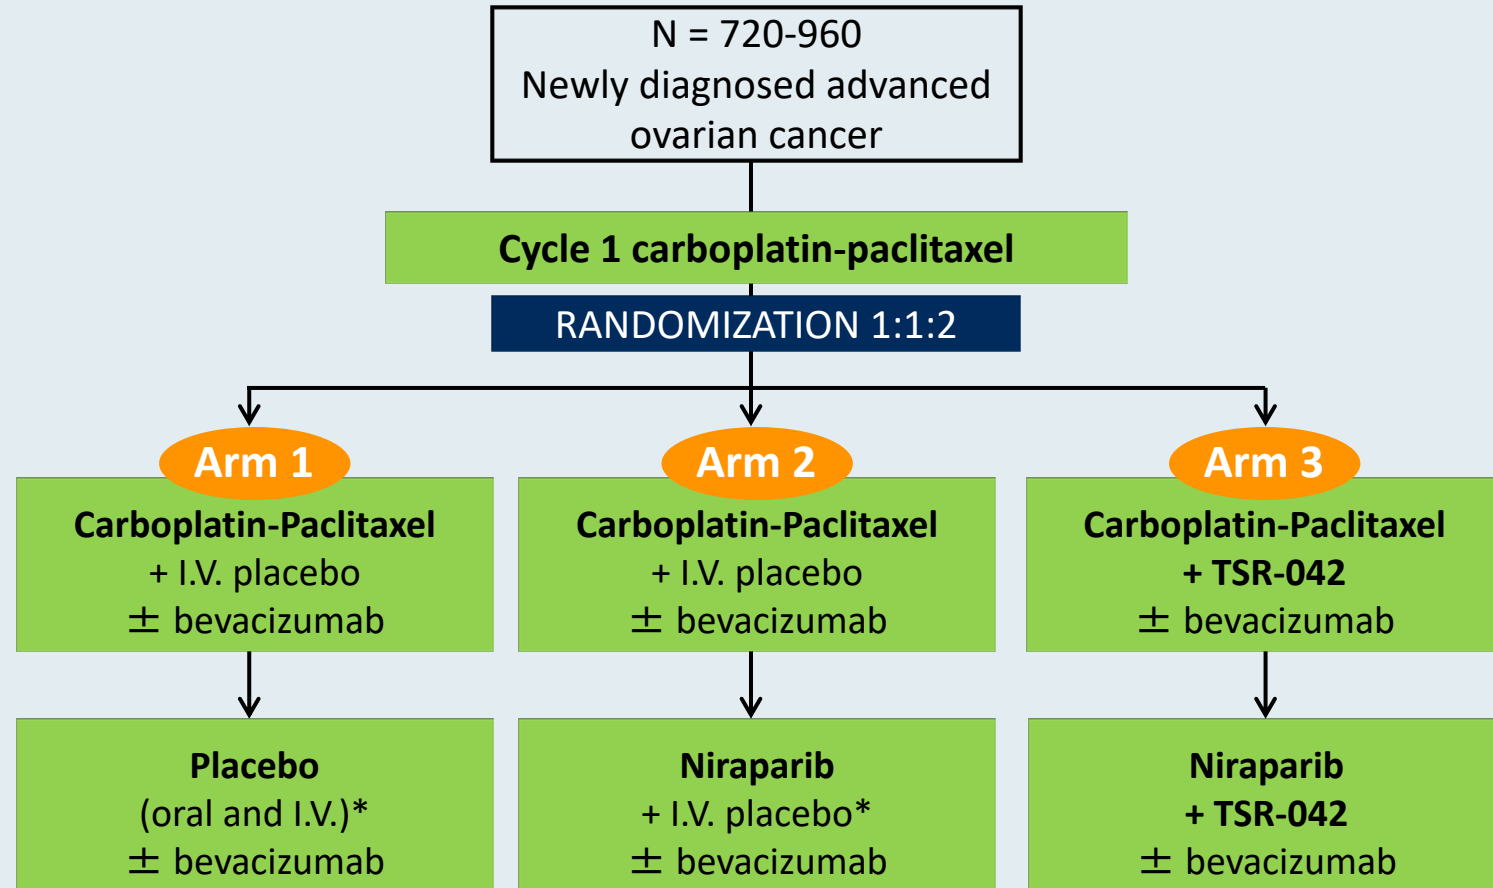 N = 720-960
Newly diagnosed advanced
ovarian cancer
Cycle 1 carboplatin-paclitaxel
RANDOMIZATION 1:1:2
Arm 1
Carboplatin-Paclitaxel
+ I.V. placebo
± bevacizumab
Placebo
(oral and I.V.)*
± bevacizumab
Arm 2
Carboplatin-Paclitaxel
+ I.V. placebo
± bevacizumab
Niraparib
+ I.V. placebo*
± bevacizumab
Arm 3
Carboplatin-Paclitaxel
+ TSR-042
± bevacizumab
Niraparib
+ TSR-042
± bevacizumab